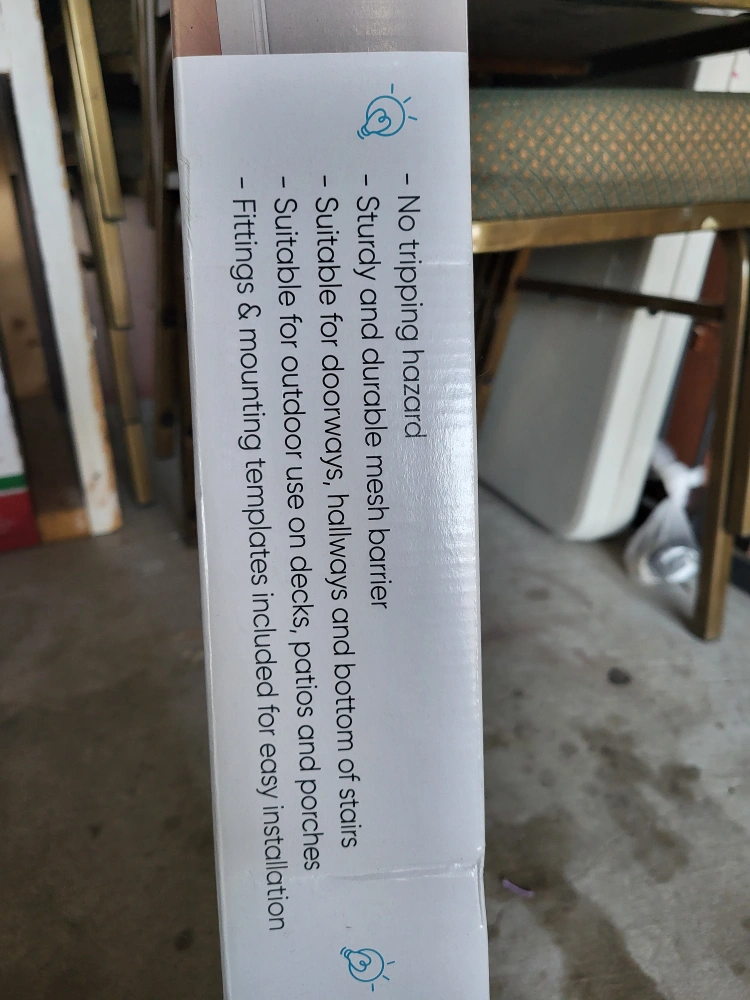 - No tripping hazard
- Sturdy and durable mesh barrier
- Suitable for doorways, hallways and bottom of stairs
- Suitable for outdoor use on decks, patios and porches
- Fittings & mounting templates included for easy installation